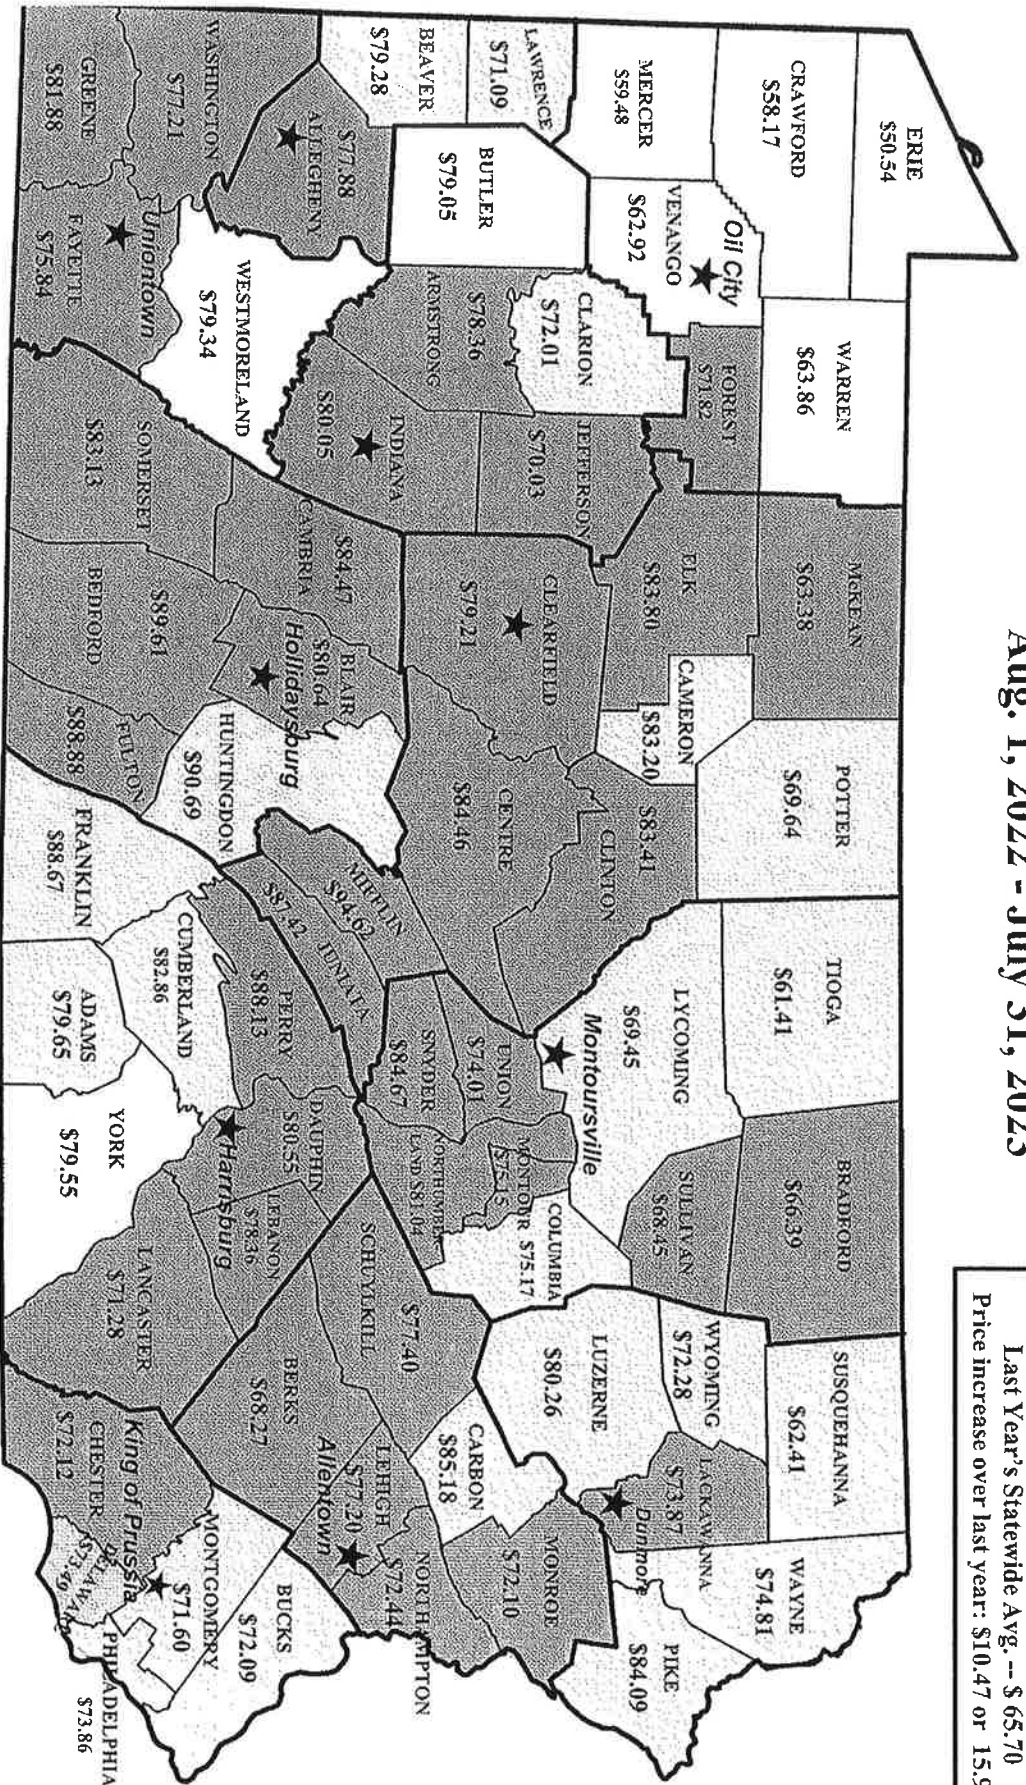 Aug. 1, 2022 - July 31, 2023
Last Year's Statewide Avg. -- $ 65.70
Price increase over last year: $10.47 or 15.9
ERIE
$50.54
CRAWFORD
$58.17
MERCER
$59.48
LAWRENCE
$71.09
BEAVER
$79.28
WASHINGTON
$77.21
GREENE
$81.88
$77.88
ALLEGHENY
BUTLER
$79.05
Oil City
VENANGO
$62.92
Uniontown
FAYETTE
$75.84
WESTMORELAND
$79.34
ARMSTRONG
$78.36
CLARION
$72.01
WARREN
$63.86
FOREST
$71.82
JEFFERSON
$70.03
INDIANA
$80.05
SOMERSET
$83.13
CAMBRIA
$84.47
McKEAN
$63.38
ELK
$83.80
CLEARFIELD
$79.21
CAMERON
$83.20
BLAIR
$80.64
Hollidaysburg
$89.61
BEDFORD
FULTON
$88.88
HUNTINGDON
$90.69
POTTER
$69.64
$83.41
CLINTON
CENTRE
$84.46
MIFFLIN
$94.62
JUNIATA
$87.42
FRANKLIN
$88.67
CUMBERLAND
$82.86
PERRY
$88.13
ADAMS
$79.65
TIOGA
$61.41
LYCOMING
$69.45
Montoursville
UNION
$74.01
SNYDER
$84.67
MONTOUR
$75.15
NORTHUMBER
LAND $81.04
COLUMBIA
$75.17
DAUPHIN
$80.55
Harrisburg
YORK
$79.55
LEBANON
$78.36
LANCASTER
$71.28
BRADFORD
$66.39
SULLIVAN
$68.45
SCHUYLKILL
$77.40
BERKS
$68.27
SUSQUEHANNA
$62.41
WYOMING
$72.28
LUZERNE
$80.26
LACKAWANNA
$73.87
Dunmore
CARBON
$85.18
LEHIGH
$77.20
Allentown
WAYNE
$74.81
PIKE
$84.09
MONROE
$72.10
NORTHAMPTON
$72.44
BUCKS
$72.09
MONTGOMERY
$71.60
King of Prussia
CHESTER
$72.12
$73.49
PHILADELPHIA
$73.86